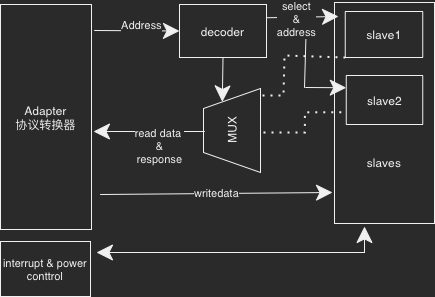 Address
decoder
select
&
address
slave1
Adapter
协议转换器
slave2
MUX
read data
&
response
slaves
writedata
interrupt & power
conttrol